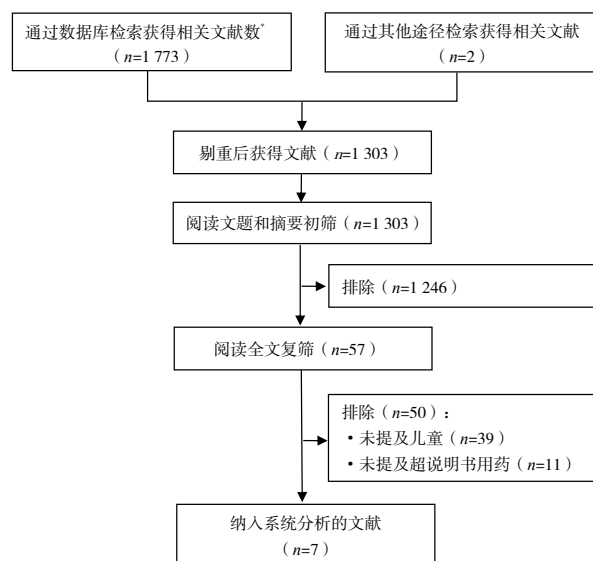 通过数据库检索获得相关文献数*
（n=1 773）
通过其他途径检索获得相关文献
（n=2）
剔重后获得文献（n=1 303）
阅读文题和摘要初筛（n=1 303）
排除（n=1 246）
阅读全文复筛（n=57）
排除（n=50）：
・未提及儿童（n=39）
・未提及超说明书用药（n=11）
纳入系统分析的文献
（n=7）